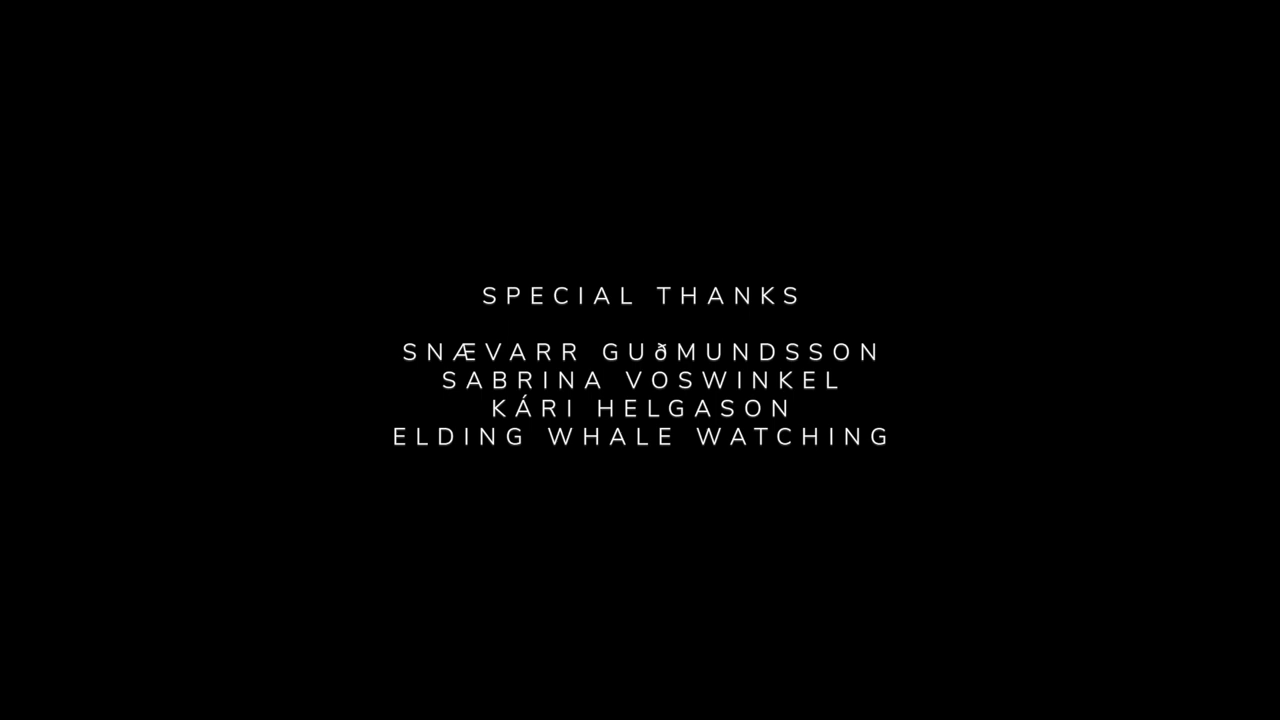 SPECIAL THANKS
SNÆVARR GUðMUNDSSON
SABRINA VOSWINKEL
KÁRI HELGASON
ELDING WHALE WATCHING